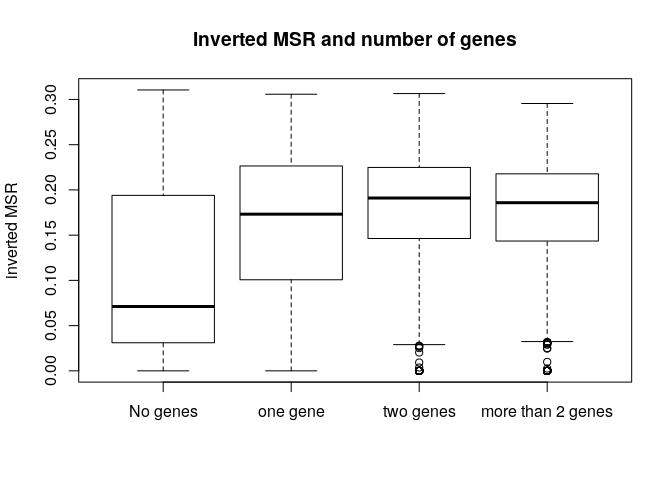 Inverted MSR and number of genes
Inverted MSR
0.30
0.25
0.20
0.15
0.10
0.05
0.00
No genes
one gene
two genes
more than 2 genes